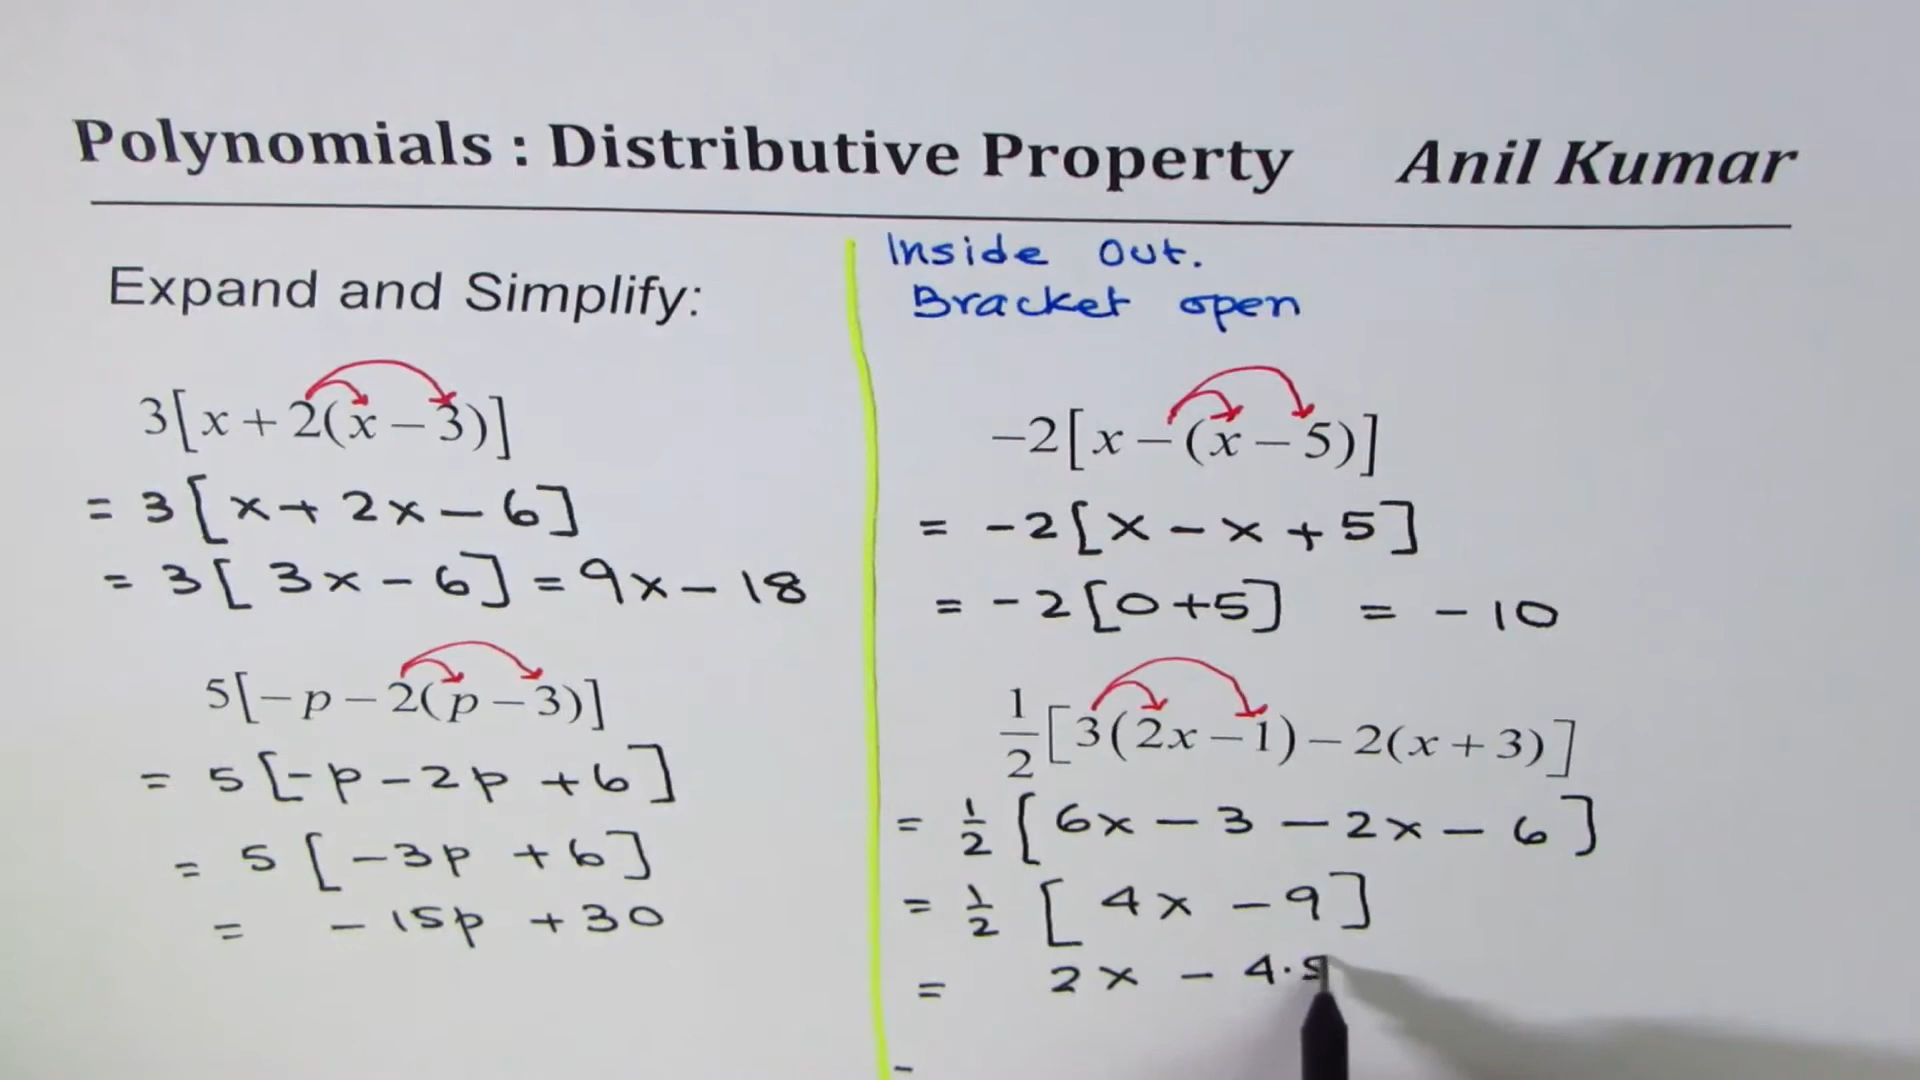 Polynomials : Distributive Property Anil Kumar
Expand and Simplify:
3[x + 2(x − 3)]
= 3[x + 2x − 6]
= 3[3x − 6] = 9x − 18
5[−p − 2(p − 3)]
= 5[−p − 2p + 6]
= 5[−3p + 6]
= −15p + 30
Inside Out.
Bracket open
−2[x − (x − 5)]
= −2[x − x + 5]
= −2[0+5] = −10
1/2[3(2x − 1) − 2(x + 3)]
= 1/2[6x − 3 − 2x − 6]
= 1/2[4x − 9]
= 2x − 4.5